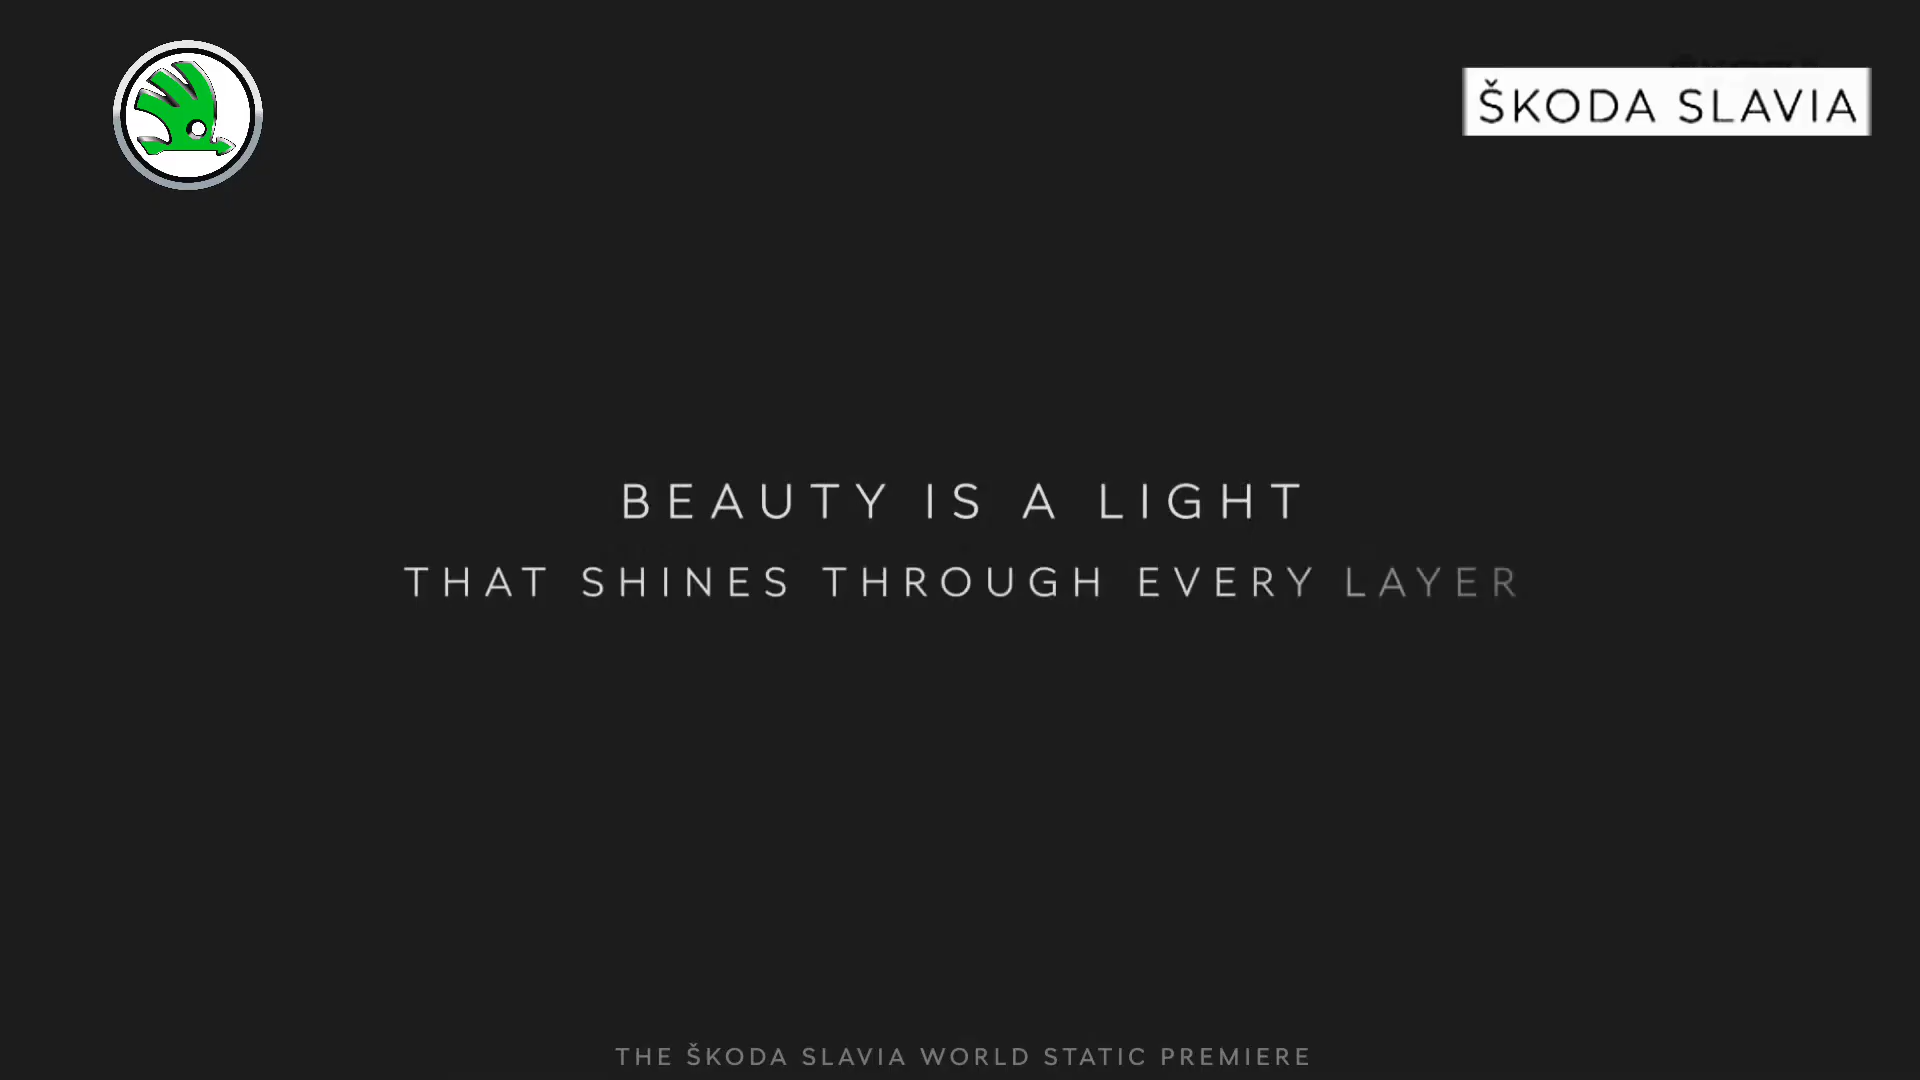 ŠKODA SLAVIA
BEAUTY IS A LIGHT
THAT SHINES THROUGH EVERY LAYER
THE ŠKODA SLAVIA WORLD STATIC PREMIERE